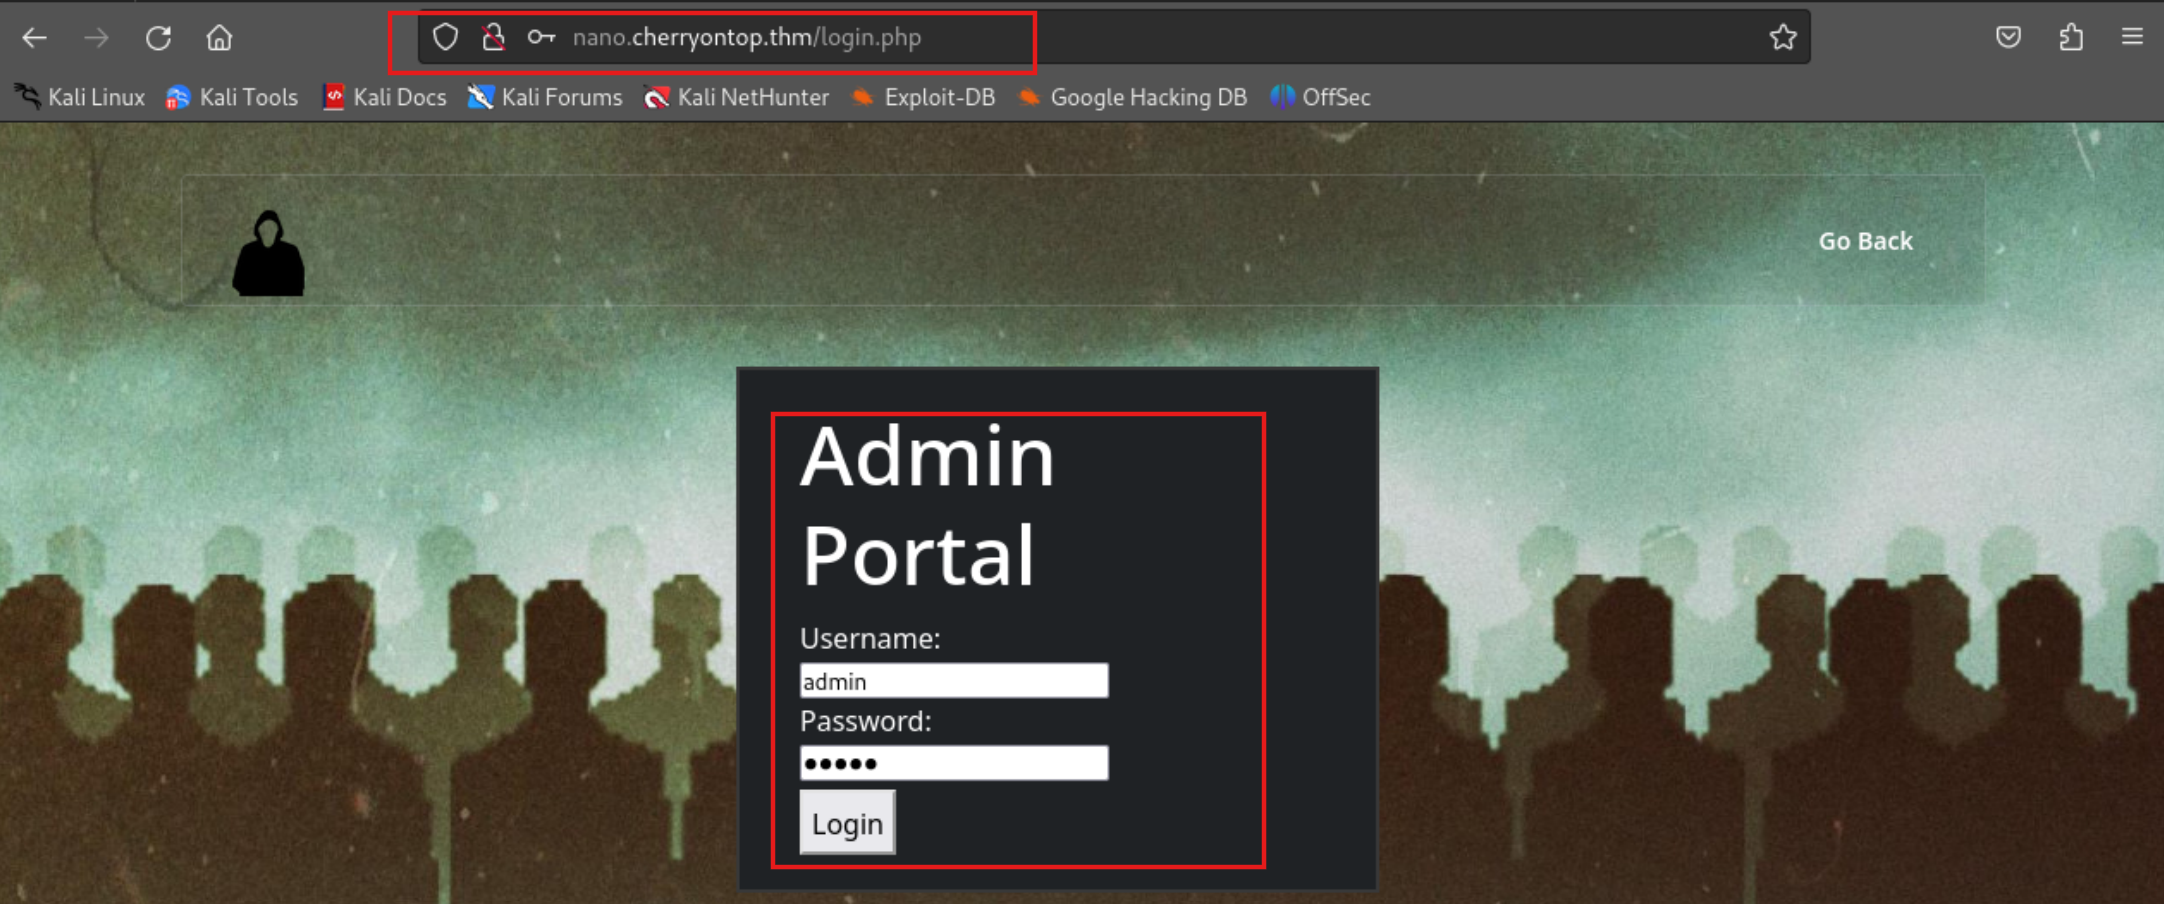 nano.cherryontop.thm/login.php
Kali Linux Kali Tools Kali Docs Kali Forums Kali NetHunter Exploit-DB Google Hacking DB OffSec
Go Back
Admin
Portal
Username:
admin
Password:
Login